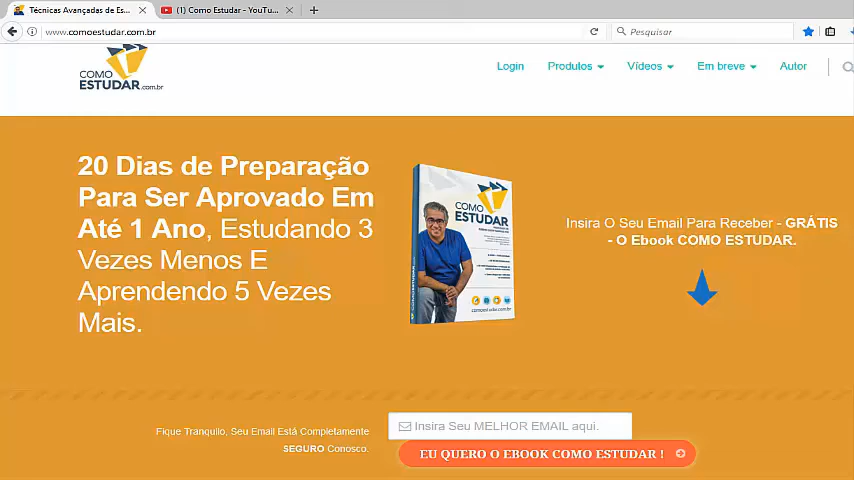 Técnicas Avançadas de Es...
(1) Como Estudar - YouTu...
www.comoestudar.com.br
Pesquisar
COMO
ESTUDAR.com.br
Login
Produtos
Vídeos
Em breve
Autor
20 Dias de Preparação
Para Ser Aprovado Em
Até 1 Ano, Estudando 3
Vezes Menos E
Aprendendo 5 Vezes
Mais.
COMO
ESTUDAR
comoestudar.com.br
Insira O Seu Email Para Receber - GRÁTIS
- O Ebook COMO ESTUDAR.
Fique Tranquilo, Seu Email Está Completamente
SEGURO Conosco.
Insira Seu MELHOR EMAIL aqui.
EU QUERO O EBOOK COMO ESTUDAR !